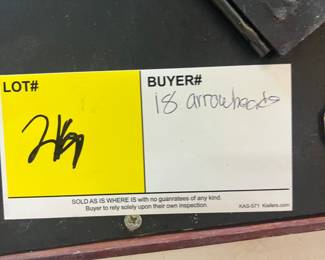 LOT#
BUYER#
18 arrowheads
SOLD AS IS WHERE IS with no guanratees of any kind.
Buyer to rely solely upon their own inspection.
KAS-571 Kiefers.com